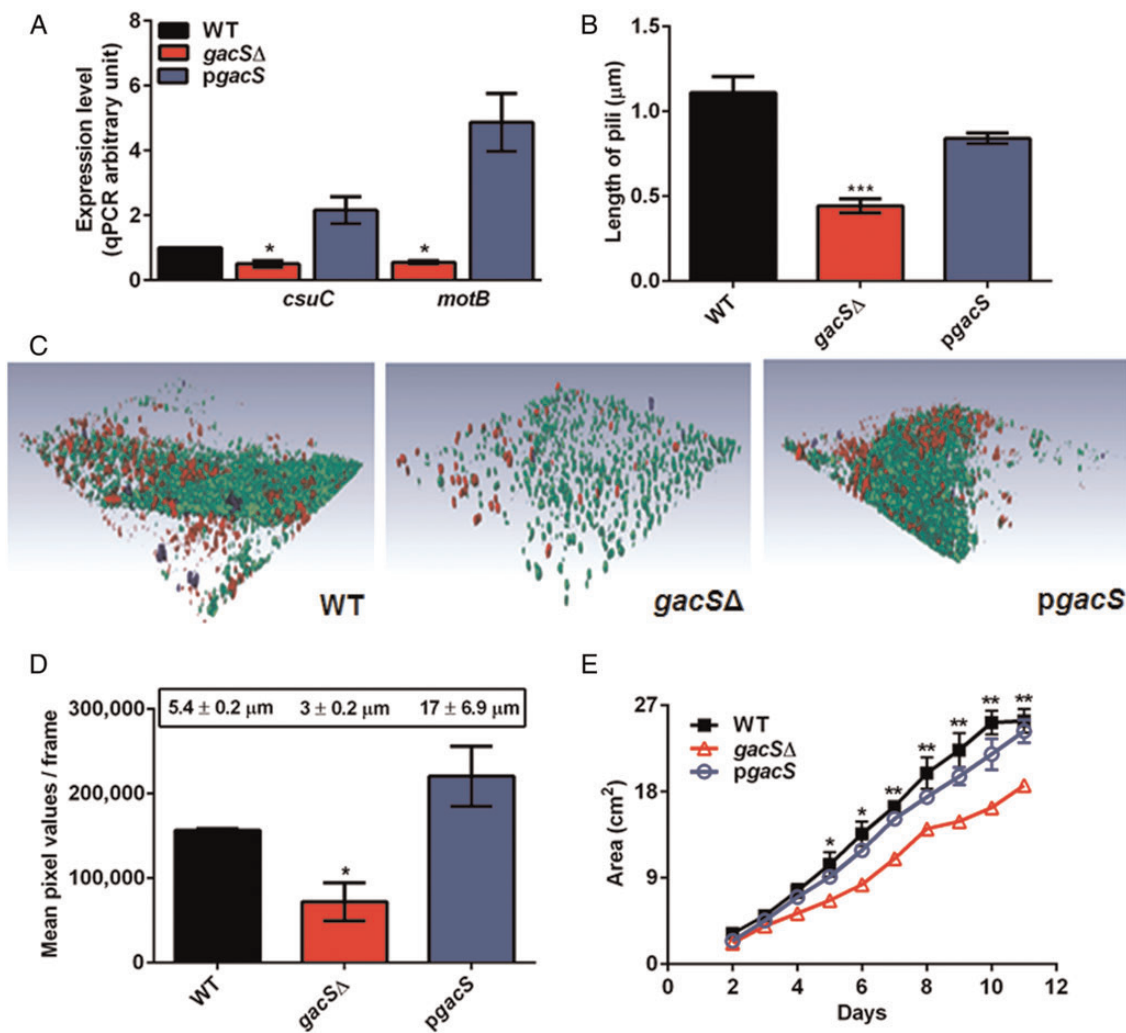 A
WT
gacSΔ
pgacS
Expression level
(qPCR arbitrary unit)
8
6
4
2
0
*
*
csuC
motB
B
Length of pili (μm)
1.5
1.0
0.5
0.0
***
WT
gacSΔ
pgacS
C
WT
gacSΔ
pgacS
D
Mean pixel values / frame
300,000
200,000
100,000
0
5.4 ± 0.2 μm
3 ± 0.2 μm
17 ± 6.9 μm
*
WT
gacSΔ
pgacS
E
WT
gacSΔ
pgacS
Area (cm²)
27
18
9
0
*
*
**
**
**
**
**
0
2
4
6
8
10
12
Days